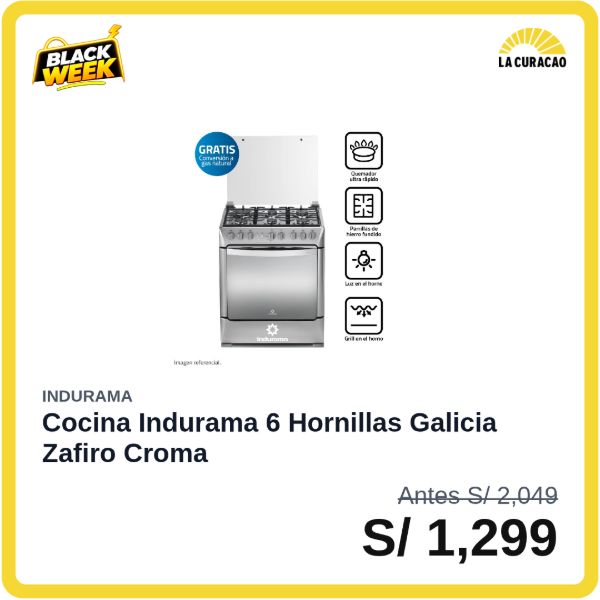 BLACK
WEEK
LA CURACAO
GRATIS
Conversión a
gas natural
Quemador
ultra rápido
Parrillas de
hierro fundido
Luz en el horno
Grill en el horno
indurama
Imagen referencial.
INDURAMA
Cocina Indurama 6 Hornillas Galicia
Zafiro Croma
Antes S/ 2,049
S/ 1,299